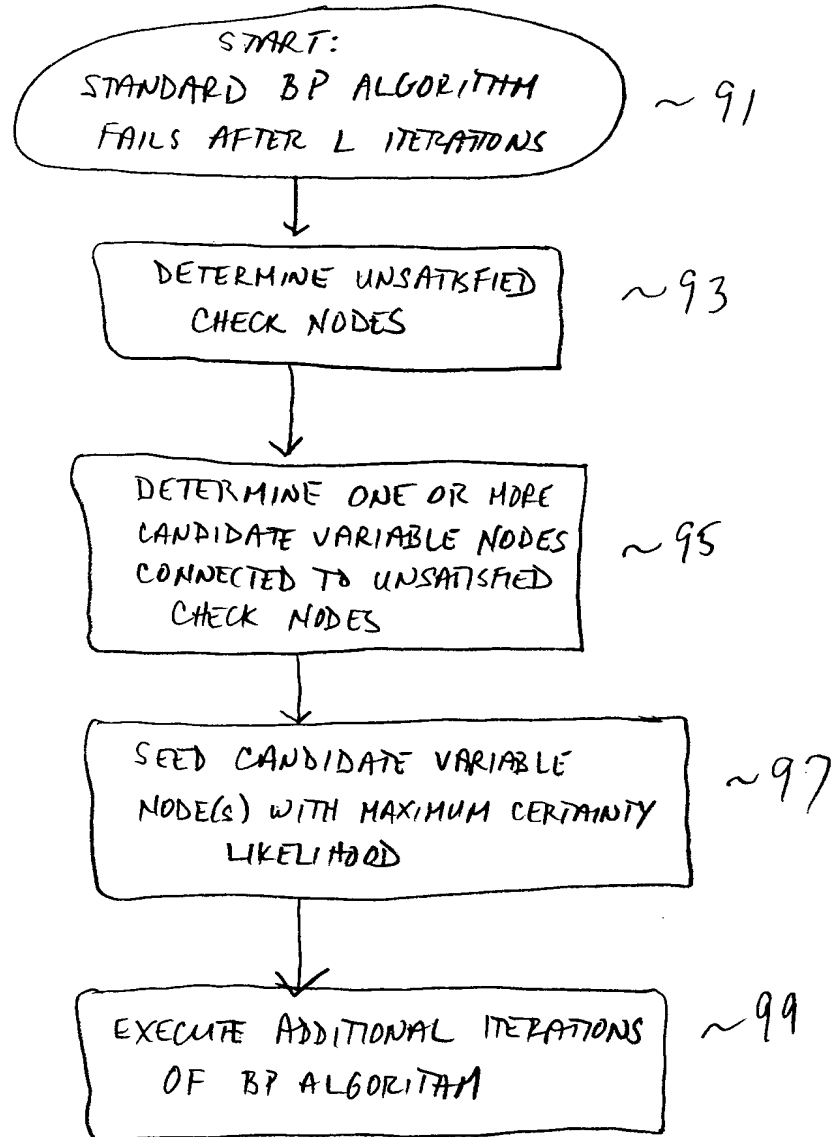 START:
STANDARD BP ALGORITHM
FAILS AFTER L ITERATIONS
~91
DETERMINE UNSATISFIED
CHECK NODES
~93
DETERMINE ONE OR MORE
CANDIDATE VARIABLE NODES
CONNECTED TO UNSATISFIED
CHECK NODES
~95
SEED CANDIDATE VARIABLE
NODE(S) WITH MAXIMUM CERTAINTY
LIKELIHOOD
~97
EXECUTE ADDITIONAL ITERATIONS
OF BP ALGORITHM
~99